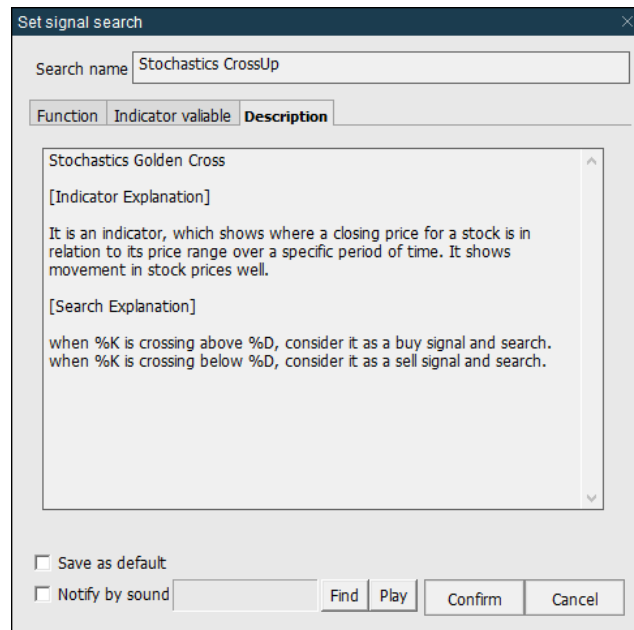 Set signal search
Search name Stochastics CrossUp
Function Indicator valiable Description
Stochastics Golden Cross
[Indicator Explanation]
It is an indicator, which shows where a closing price for a stock is in
relation to its price range over a specific period of time. It shows
movement in stock prices well.
[Search Explanation]
when %K is crossing above %D, consider it as a buy signal and search.
when %K is crossing below %D, consider it as a sell signal and search.
Save as default
Notify by sound Find Play Confirm Cancel